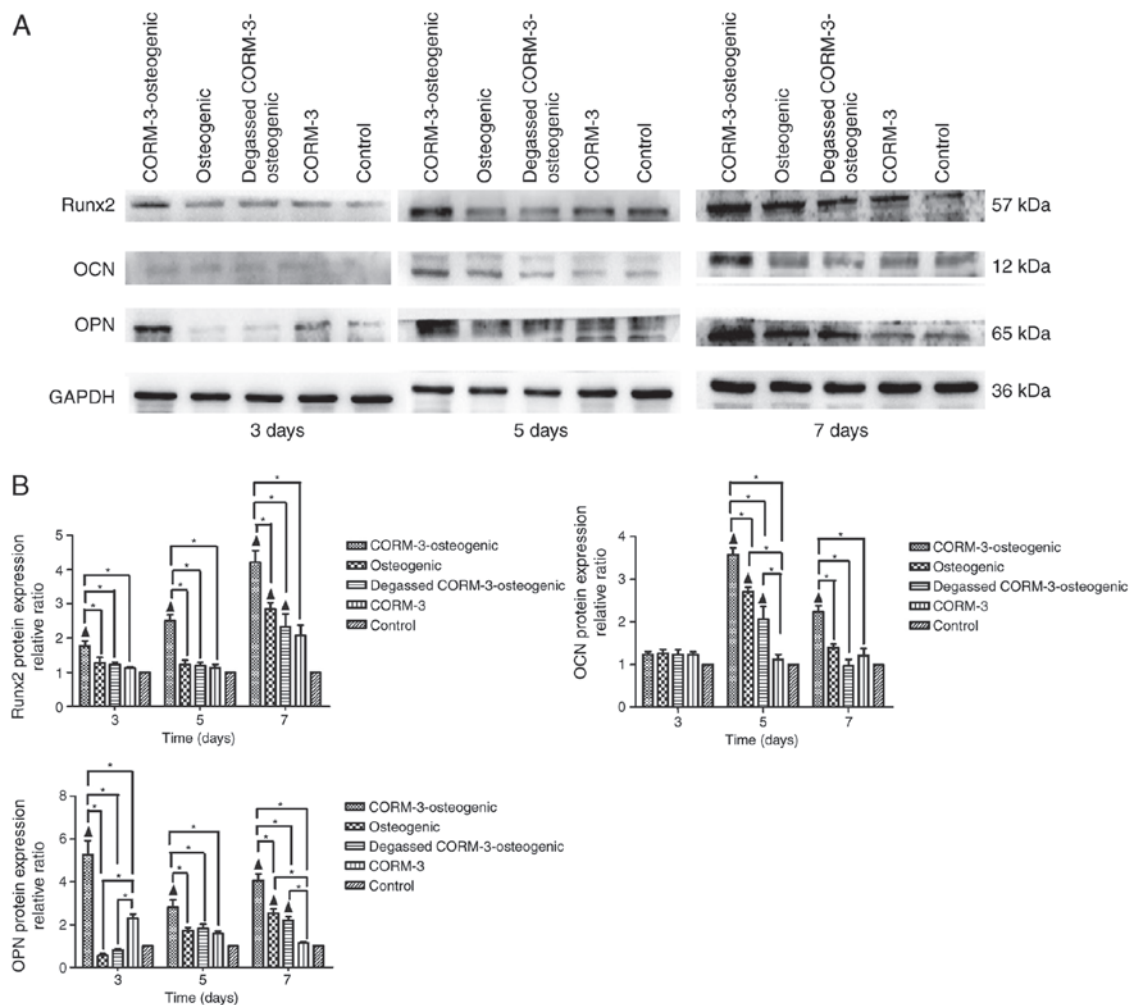 A
CORM-3-osteogenic
Osteogenic
Degassed CORM-3-
osteogenic
CORM-3
Control
CORM-3-osteogenic
Osteogenic
Degassed CORM-3-
osteogenic
CORM-3
Control
CORM-3-osteogenic
Osteogenic
Degassed CORM-3-
osteogenic
CORM-3
Control
Runx2
57 kDa
OCN
12 kDa
OPN
65 kDa
GAPDH
36 kDa
3 days
5 days
7 days
B
Runx2 protein expression
relative ratio
5
4
3
2
1
0
3
5
7
Time (days)
* * * * * * * * *
CORM-3-osteogenic
Osteogenic
Degassed CORM-3-osteogenic
CORM-3
Control
OCN protein expression
relative ratio
4
3
2
1
0
3
5
7
Time (days)
* * * * * * * *
CORM-3-osteogenic
Osteogenic
Degassed CORM-3-osteogenic
CORM-3
Control
OPN protein expression
relative ratio
8
6
4
2
0
3
5
7
Time (days)
* * * * * * * * * * * * *
CORM-3-osteogenic
Osteogenic
Degassed CORM-3-osteogenic
CORM-3
Control